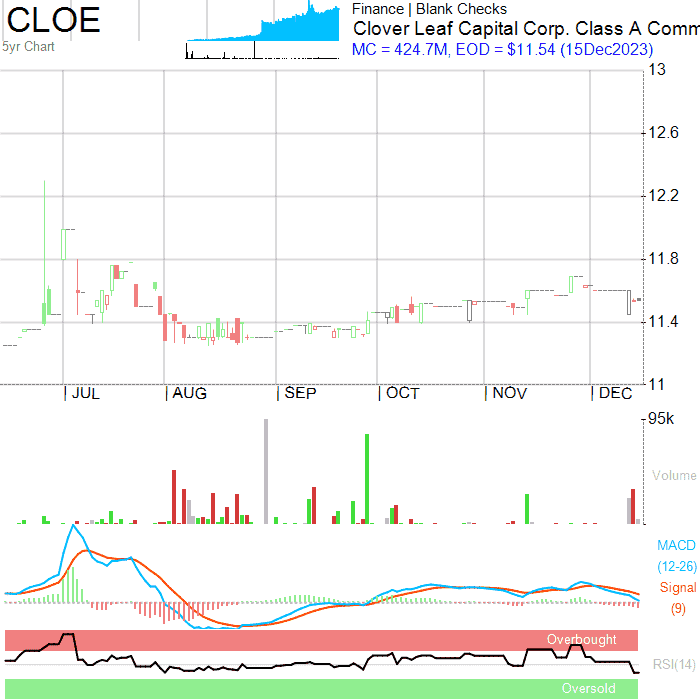 CLOE
5yr Chart
Finance | Blank Checks
Clover Leaf Capital Corp. Class A Comm
MC = 424.7M, EOD = $11.54 (15Dec2023)
13
12.6
12.2
11.8
11.4
11
| JUL | AUG | SEP | OCT | NOV | DEC
95k
Volume
MACD
(12-26)
Signal
(9)
Overbought
RSI(14)
Oversold